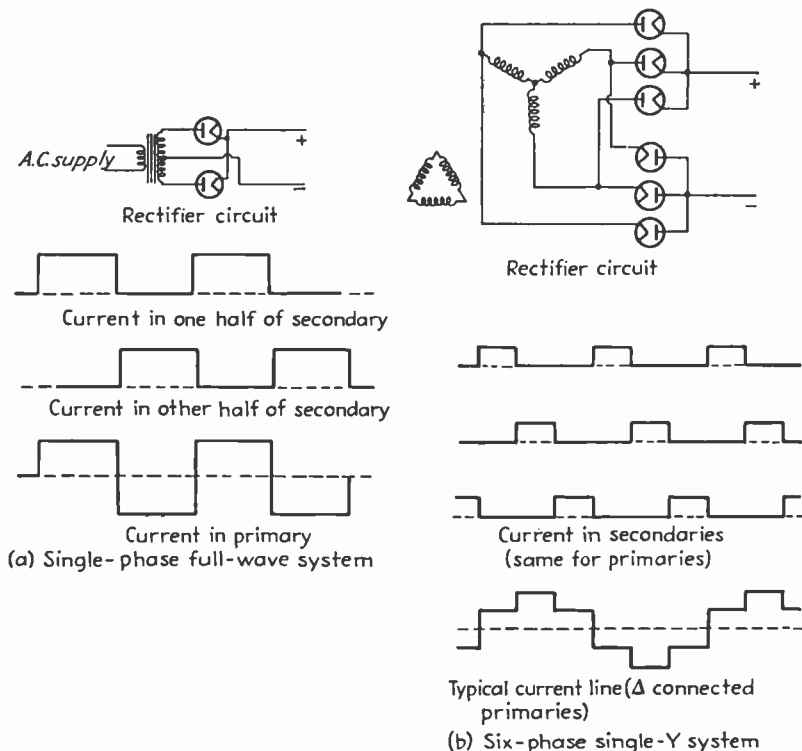 A.C. supply
+
−
Rectifier circuit
Current in one half of secondary
Current in other half of secondary
Current in primary
(a) Single-phase full-wave system
+
−
Rectifier circuit
Current in secondaries
(same for primaries)
Typical current line (Δ connected
primaries)
(b) Six-phase single-Y system